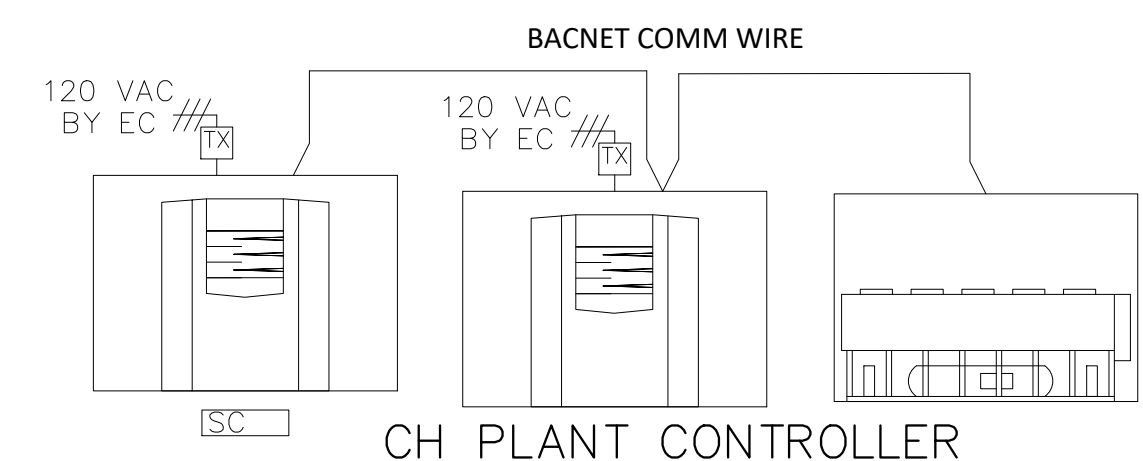 BACNET COMM WIRE
120 VAC
BY EC
TX
120 VAC
BY EC
TX
SC
CH PLANT CONTROLLER